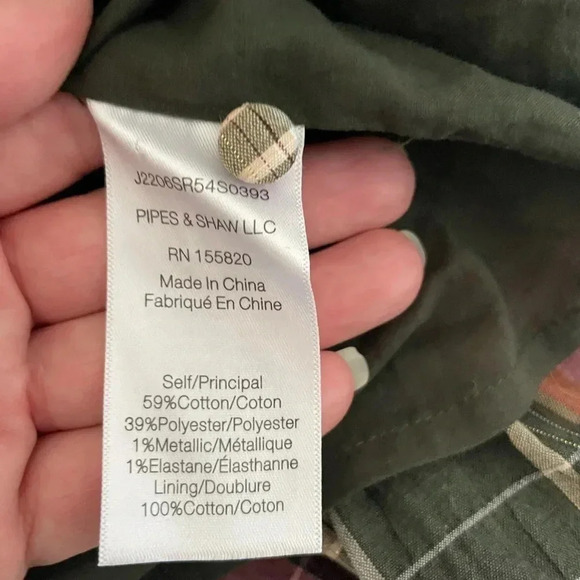 J2206SR54S0393
PIPES & SHAW LLC
RN 155820
Made In China
Fabriqué En Chine
Self/Principal
59%Cotton/Coton
39%Polyester/Polyester
1%Metallic/Métallique
1%Elastane/Élasthanne
Lining/Doublure
100%Cotton/Coton